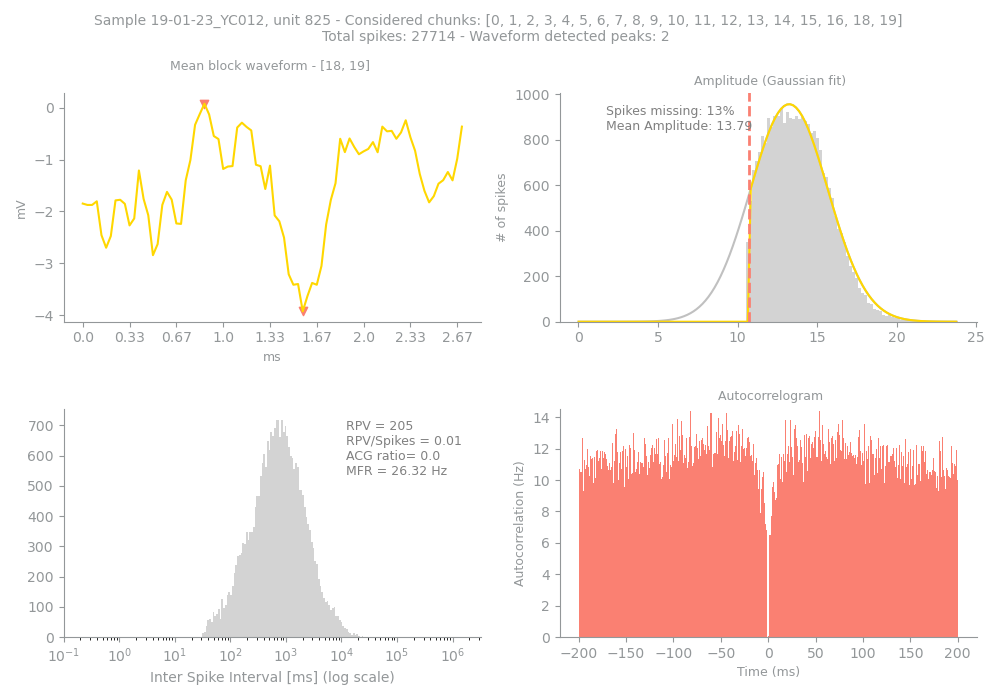 Sample 19-01-23_YC012, unit 825 - Considered chunks: [0, 1, 2, 3, 4, 5, 6, 7, 8, 9, 10, 11, 12, 13, 14, 15, 16, 18, 19]
Total spikes: 27714 - Waveform detected peaks: 2
Mean block waveform - [18, 19]
0
−1
−2
−3
−4
mV
0.0 0.33 0.67 1.0 1.33 1.67 2.0 2.33 2.67
ms
Amplitude (Gaussian fit)
Spikes missing: 13%
Mean Amplitude: 13.79
1000
800
600
400
200
0
# of spikes
0 5 10 15 20 25
700
600
500
400
300
200
100
0
RPV = 205
RPV/Spikes = 0.01
ACG ratio= 0.0
MFR = 26.32 Hz
10⁻¹ 10⁰ 10¹ 10² 10³ 10⁴ 10⁵ 10⁶
Inter Spike Interval [ms] (log scale)
Autocorrelogram
14
12
10
8
6
4
2
0
Autocorrelation (Hz)
−200 −150 −100 −50 0 50 100 150 200
Time (ms)